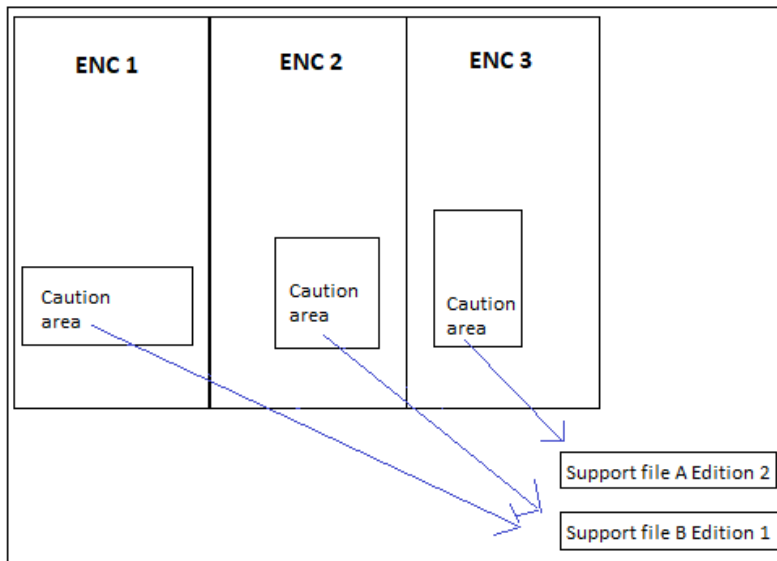 ENC 1
ENC 2
ENC 3
Caution
area
Caution
area
Caution
area
Support file A Edition 2
Support file B Edition 1